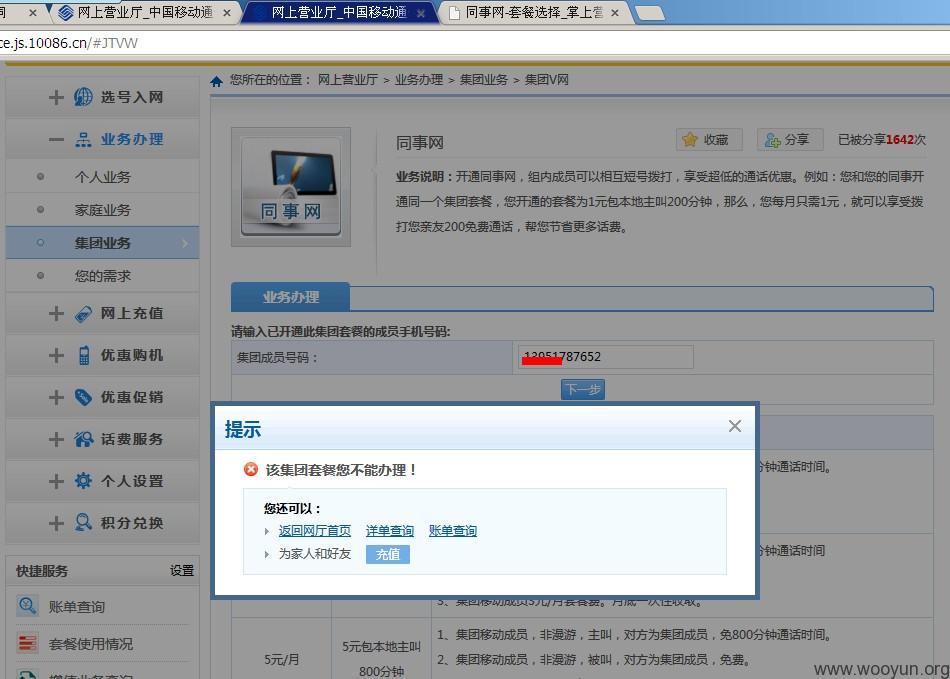 司
网上营业厅_中国移动通
网上营业厅_中国移动通
同事网-套餐选择_掌上营
ce.js.10086.cn/#JTVW
您所在的位置： 网上营业厅 > 业务办理 > 集团业务 > 集团V网
选号入网
业务办理
个人业务
家庭业务
集团业务
您的需求
网上充值
优惠购机
优惠促销
话费服务
个人设置
积分兑换
快捷服务 设置
账单查询
套餐使用情况
增值业务查询
同事网
同事网
收藏 分享 已被分享1642次
业务说明：开通同事网，组内成员可以相互短号拨打，享受超低的通话优惠。例如：您和您的同事开
通同一个集团套餐，您开通的套餐为1元包本地主叫200分钟，那么，您每月只需1元，就可以享受拨
打您亲友200免费通话，帮您节省更多话费。
业务办理
请输入已开通此集团套餐的成员手机号码:
集团成员号码：
787652
下一步
提示
该集团套餐您不能办理！
您还可以：
返回网厅首页 详单查询 账单查询
为家人和好友 充值
分钟通话时间。
分钟通话时间
3、集团移动成员3元/月套餐费。月底一次性收取。
5元/月
5元包本地主叫
800分钟
1、集团移动成员，非漫游，主叫，对方为集团成员，免800分钟通话时间。
2、集团移动成员，非漫游，被叫，对方为集团成员，免费。
www.wooyun.org